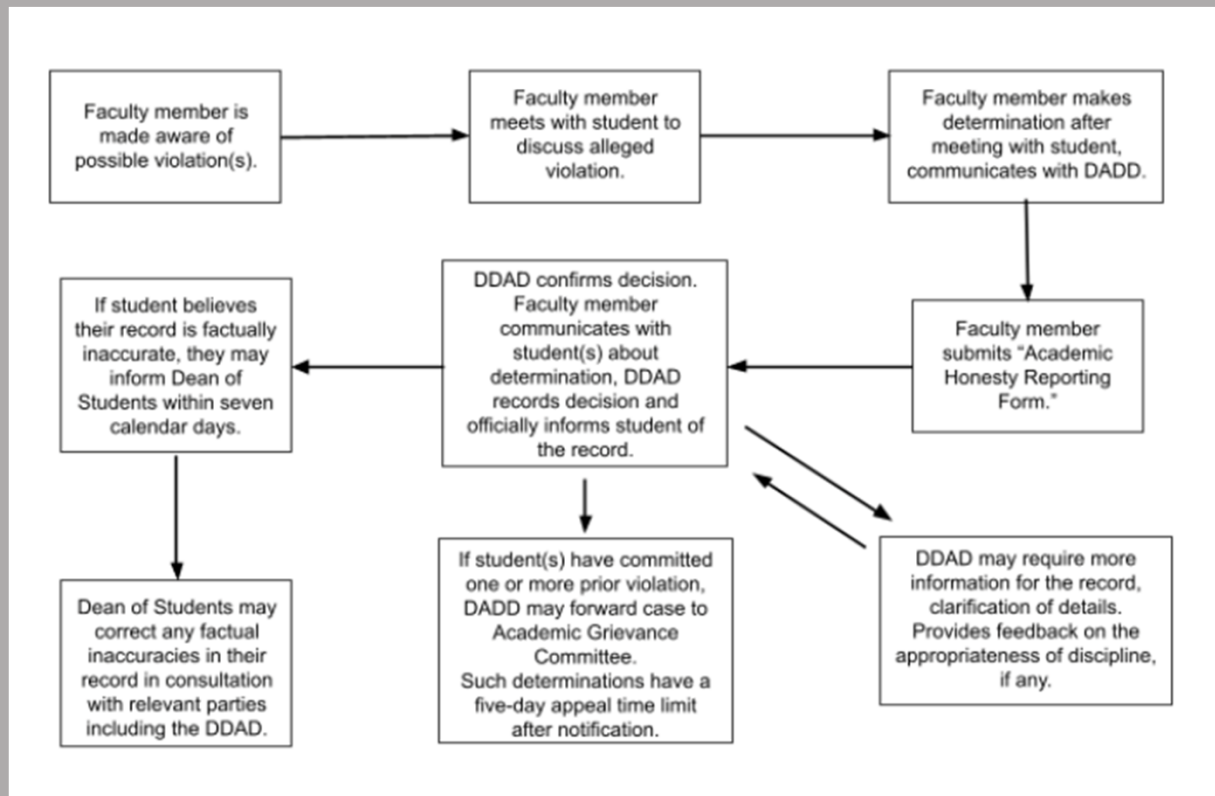 Faculty member is
made aware of
possible violation(s).
Faculty member
meets with student to
discuss alleged
violation.
Faculty member makes
determination after
meeting with student,
communicates with DADD.
Faculty member
submits “Academic
Honesty Reporting
Form.”
DDAD confirms decision.
Faculty member
communicates with
student(s) about
determination, DDAD
records decision and
officially informs student of
the record.
If student believes
their record is factually
inaccurate, they may
inform Dean of
Students within seven
calendar days.
Dean of Students may
correct any factual
inaccuracies in their
record in consultation
with relevant parties
including the DDAD.
If student(s) have committed
one or more prior violation,
DADD may forward case to
Academic Grievance
Committee.
Such determinations have a
five-day appeal time limit
after notification.
DDAD may require more
information for the record,
clarification of details.
Provides feedback on the
appropriateness of discipline,
if any.